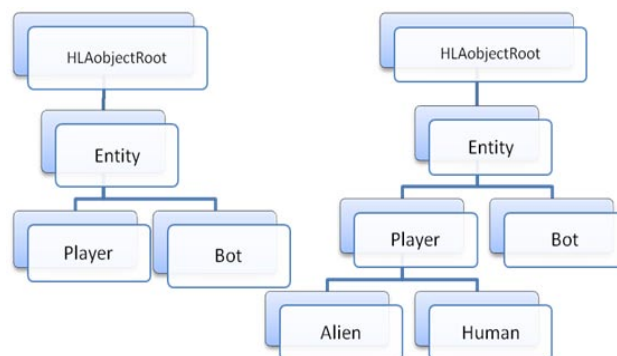 HLAobjectRoot
Entity
Player
Bot
HLAobjectRoot
Entity
Player
Bot
Alien
Human